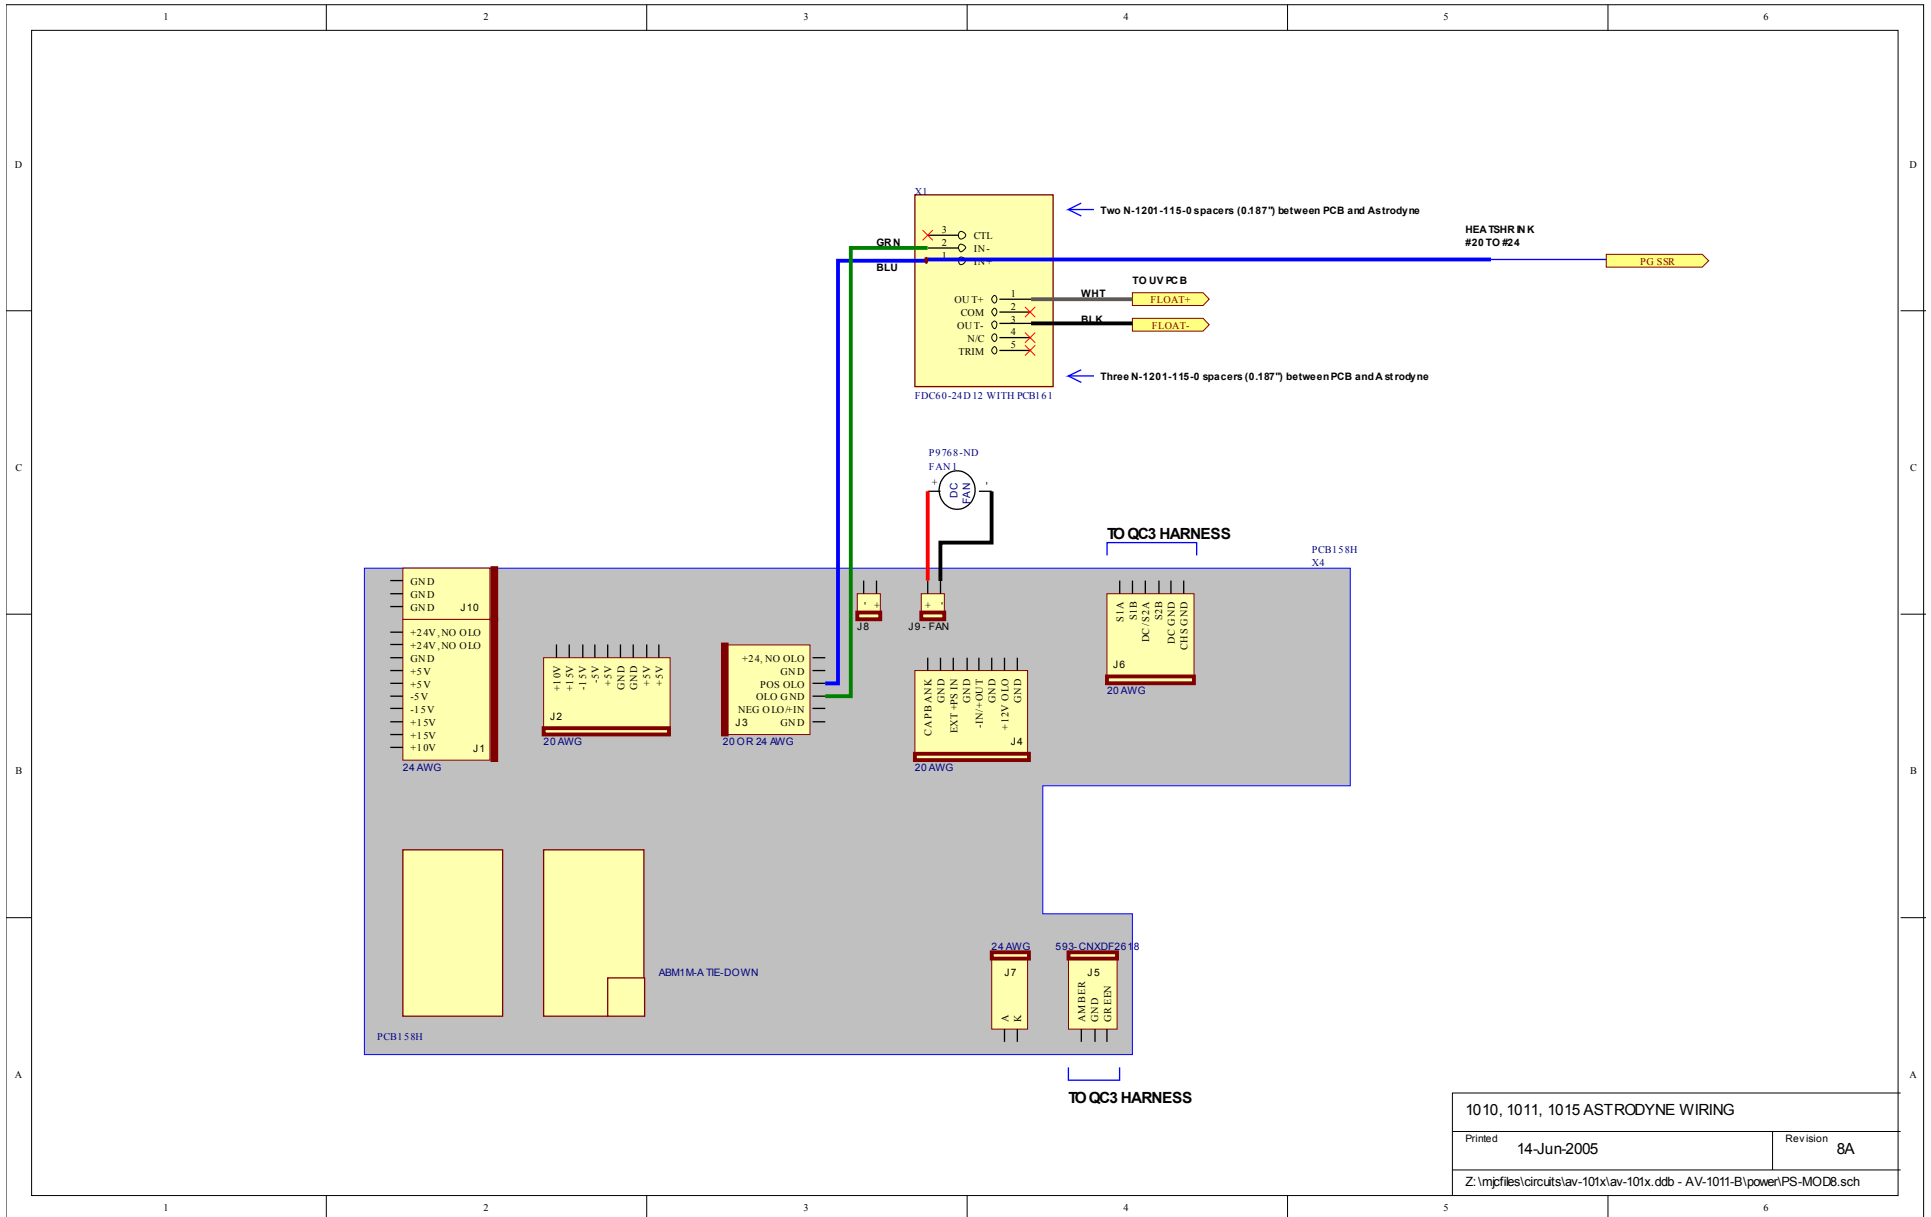 1 2 3 4 5 6
D D
X1
Two N-1201-115-0 spacers (0.187") between PCB and Astrodyne
HEATSHRINK
#20 TO #24
GRN
BLU
3 CTL
2 IN-
1 IN+
PG SSR
TO UV PCB
OUT+ 1 WHT FLOAT+
COM 2
OUT- 3 BLK FLOAT-
N/C 4
TRIM 5
Three N-1201-115-0 spacers (0.187") between PCB and Astrodyne
FDC60-24D12 WITH PCB161
C C
P9768-ND
FAN1
+ DC FAN -
TO QC3 HARNESS
PCB158H
X4
GND
GND
GND J10
+24V, NO OLO
+24V, NO OLO
GND
+5V
+5V
-5V
-15V
+15V
+15V
+10V J1
24 AWG
+10V
+15V
-15V
-5V
+5V
GND
GND
+5V
+5V
J2
20 AWG
+24, NO OLO
GND
POS OLO
OLO GND
NEG OLO/+IN
J3 GND
20 OR 24 AWG
- +
J8
+ -
J9 - FAN
CAPBANK
GND
EXT +PS IN
GND
-IN/+OUT
GND
+12V OLO
GND
J4
20 AWG
S1A
S1B
DC/S2A
S2B
DC GND
CHS GND
J6
20 AWG
B B
ABM1M-A TIE-DOWN
PCB158H
24 AWG
J7
A
K
593-CNXDF2618
J5
AMBER
GND
GREEN
TO QC3 HARNESS
A A
1010, 1011, 1015 ASTRODYNE WIRING
Printed 14-Jun-2005 Revision 8A
Z:\mjcfiles\circuits\av-101x\av-101x.ddb - AV-1011-B\power\PS-MOD8.sch
1 2 3 4 5 6